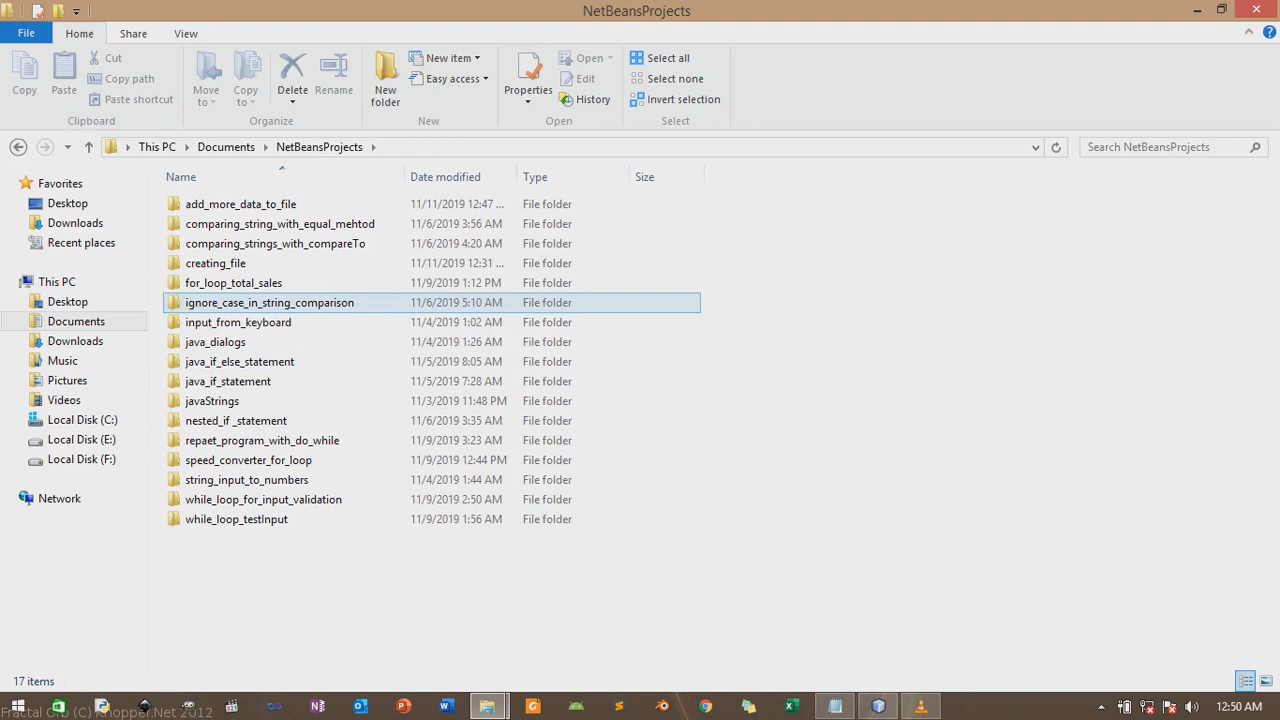 NetBeansProjects
File Home Share View
Copy Paste Cut Copy path Paste shortcut Move to Copy to Delete Rename New folder New item Easy access Properties Open Edit History Select all Select none Invert selection
Clipboard Organize New Open Select
This PC Documents NetBeansProjects Search NetBeansProjects
Favorites
Desktop
Downloads
Recent places
This PC
Desktop
Documents
Downloads
Music
Pictures
Videos
Local Disk (C:)
Local Disk (E:)
Local Disk (F:)
Network
Name Date modified Type Size
add_more_data_to_file 11/11/2019 12:47 ... File folder
comparing_string_with_equal_mehtod 11/6/2019 3:56 AM File folder
comparing_strings_with_compareTo 11/6/2019 4:20 AM File folder
creating_file 11/11/2019 12:31 ... File folder
for_loop_total_sales 11/9/2019 1:12 PM File folder
ignore_case_in_string_comparison 11/6/2019 5:10 AM File folder
input_from_keyboard 11/4/2019 1:02 AM File folder
java_dialogs 11/4/2019 1:26 AM File folder
java_if_else_statement 11/5/2019 8:05 AM File folder
java_if_statement 11/5/2019 7:28 AM File folder
javaStrings 11/3/2019 11:48 PM File folder
nested_if _statement 11/6/2019 3:35 AM File folder
repaet_program_with_do_while 11/9/2019 3:23 AM File folder
speed_converter_for_loop 11/9/2019 12:44 PM File folder
string_input_to_numbers 11/4/2019 1:44 AM File folder
while_loop_for_input_validation 11/9/2019 2:50 AM File folder
while_loop_testInput 11/9/2019 1:56 AM File folder
17 items
Fractal Orb (C) Knopper.Net 2012
12:50 AM